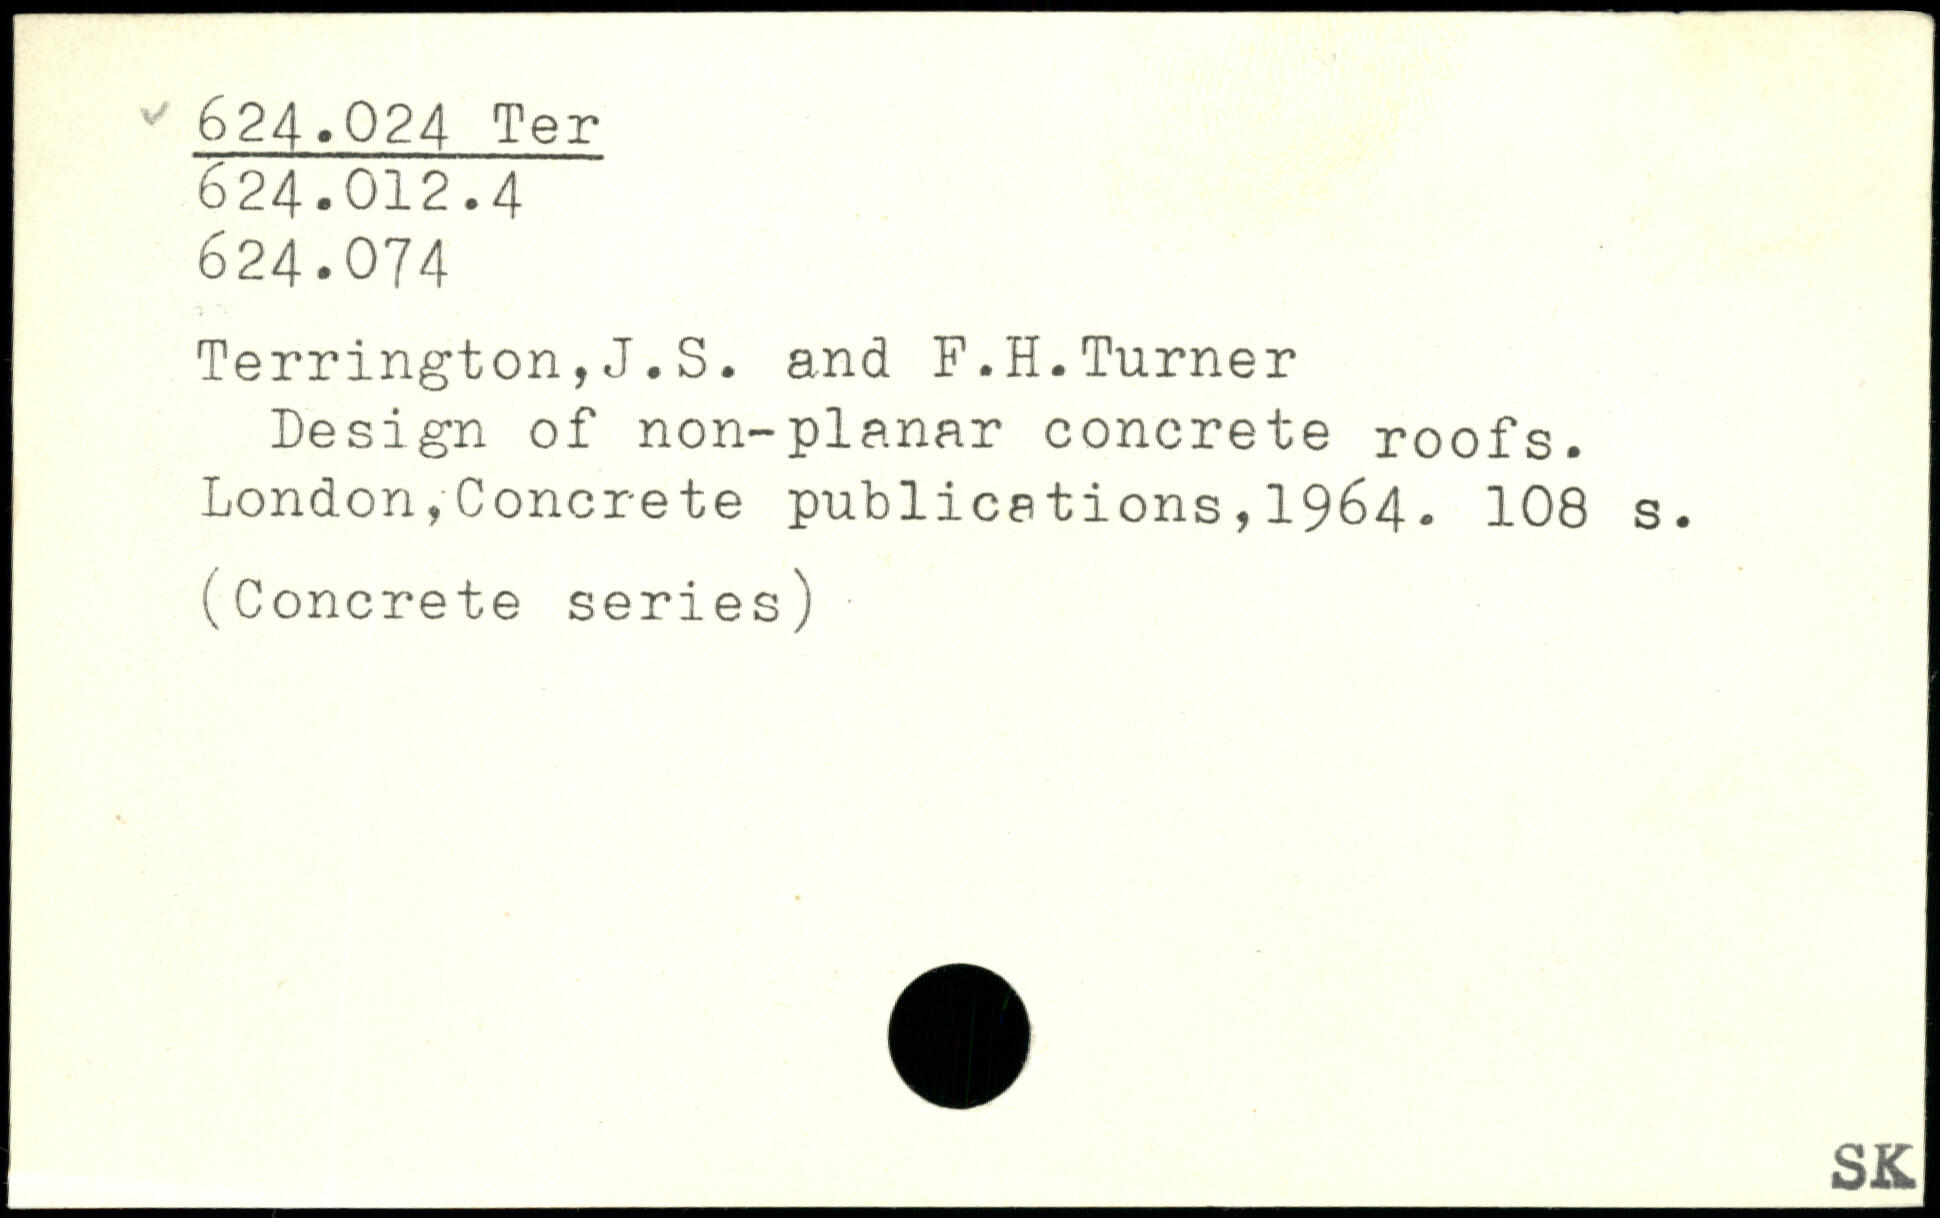 ✓ 624.024 Ter
624.012.4
624.074
Terrington,J.S. and F.H.Turner
Design of non-planar concrete roofs.
London,Concrete publications,1964. 108 s.
(Concrete series)
SK